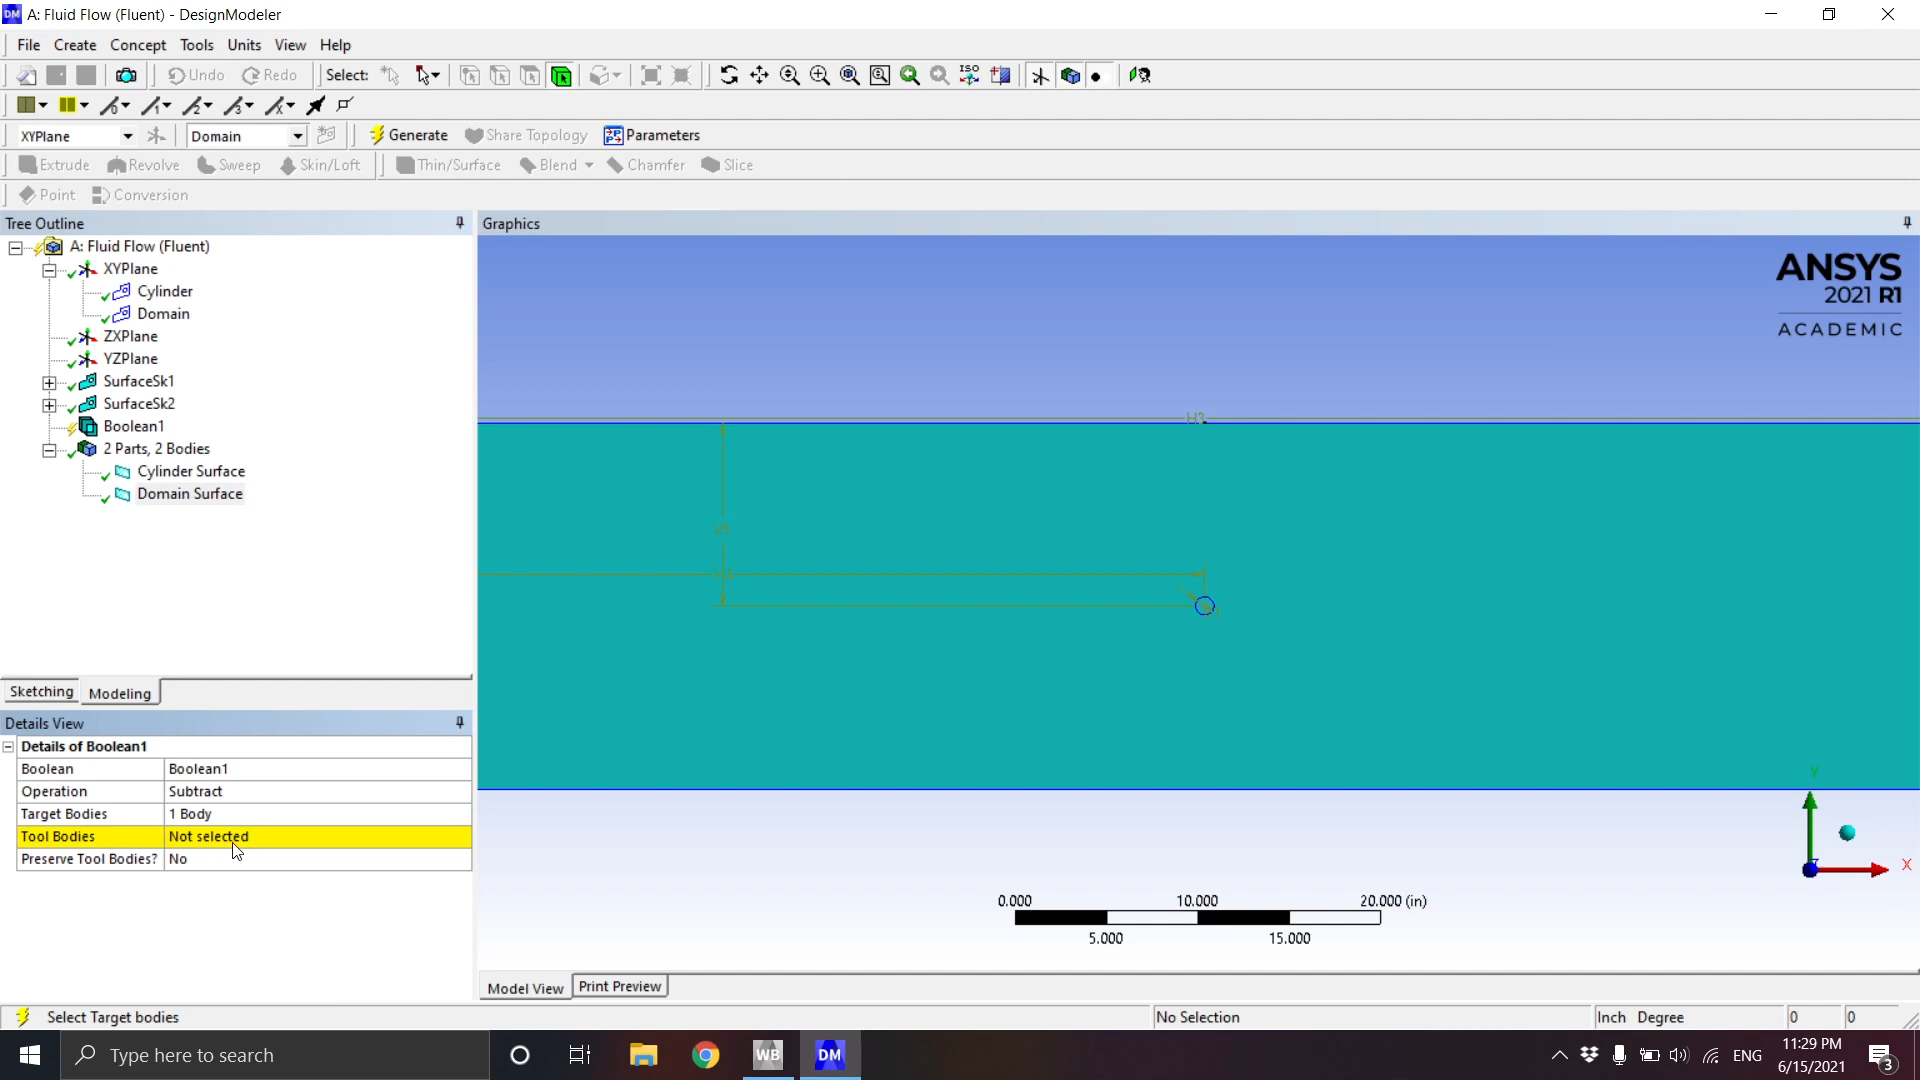 A: Fluid Flow (Fluent) - DesignModeler
File Create Concept Tools Units View Help
Undo Redo Select: ISO
XYPlane Domain Generate Share Topology Parameters
Extrude Revolve Sweep Skin/Loft Thin/Surface Blend Chamfer Slice
Point Conversion
Tree Outline
A: Fluid Flow (Fluent)
XYPlane
Cylinder
Domain
ZXPlane
YZPlane
SurfaceSk1
SurfaceSk2
Boolean1
2 Parts, 2 Bodies
Cylinder Surface
Domain Surface
Sketching Modeling
Details View
Details of Boolean1
Boolean Boolean1
Operation Subtract
Target Bodies 1 Body
Tool Bodies Not selected
Preserve Tool Bodies? No
Graphics
ANSYS
2021 R1
ACADEMIC
H3
V5
Y
X
0.000 10.000 20.000 (in)
5.000 15.000
Model View Print Preview
Select Target bodies No Selection Inch Degree 0 0
Type here to search
WB DM
ENG
11:29 PM
6/15/2021
3